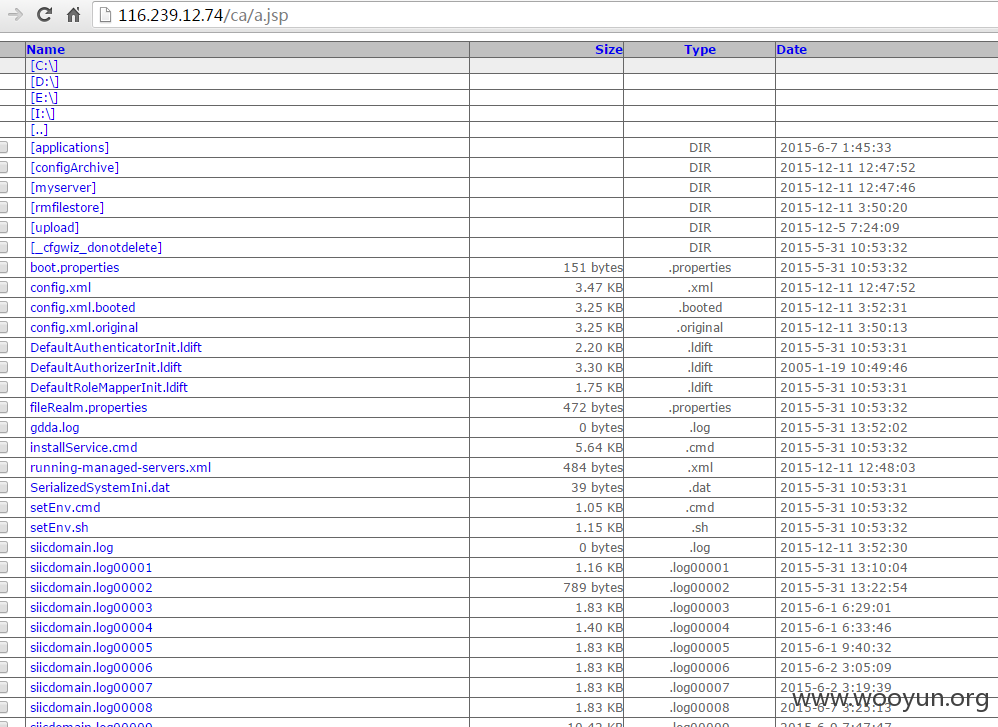 116.239.12.74/ca/a.jsp
Name Size Type Date
[C:\]
[D:\]
[E:\]
[I:\]
[..]
[applications] DIR 2015-6-7 1:45:33
[configArchive] DIR 2015-12-11 12:47:52
[myserver] DIR 2015-12-11 12:47:46
[rmfilestore] DIR 2015-12-11 3:50:20
[upload] DIR 2015-12-5 7:24:09
[_cfgwiz_donotdelete] DIR 2015-5-31 10:53:32
boot.properties 151 bytes .properties 2015-5-31 10:53:32
config.xml 3.47 KB .xml 2015-12-11 12:47:52
config.xml.booted 3.25 KB .booted 2015-12-11 3:52:31
config.xml.original 3.25 KB .original 2015-12-11 3:50:13
DefaultAuthenticatorInit.ldift 2.20 KB .ldift 2015-5-31 10:53:31
DefaultAuthorizerInit.ldift 3.30 KB .ldift 2005-1-19 10:49:46
DefaultRoleMapperInit.ldift 1.75 KB .ldift 2015-5-31 10:53:31
fileRealm.properties 472 bytes .properties 2015-5-31 10:53:32
gdda.log 0 bytes .log 2015-5-31 13:52:02
installService.cmd 5.64 KB .cmd 2015-5-31 10:53:32
running-managed-servers.xml 484 bytes .xml 2015-12-11 12:48:03
SerializedSystemIni.dat 39 bytes .dat 2015-5-31 10:53:31
setEnv.cmd 1.05 KB .cmd 2015-5-31 10:53:32
setEnv.sh 1.15 KB .sh 2015-5-31 10:53:32
siicdomain.log 0 bytes .log 2015-12-11 3:52:30
siicdomain.log00001 1.16 KB .log00001 2015-5-31 13:10:04
siicdomain.log00002 789 bytes .log00002 2015-5-31 13:22:54
siicdomain.log00003 1.83 KB .log00003 2015-6-1 6:29:01
siicdomain.log00004 1.40 KB .log00004 2015-6-1 6:33:46
siicdomain.log00005 1.83 KB .log00005 2015-6-1 9:40:32
siicdomain.log00006 1.83 KB .log00006 2015-6-2 3:05:09
siicdomain.log00007 1.83 KB .log00007 2015-6-2 3:19:39
siicdomain.log00008 1.83 KB .log00008 2015-6-7 3:25:13
www.wooyun.org